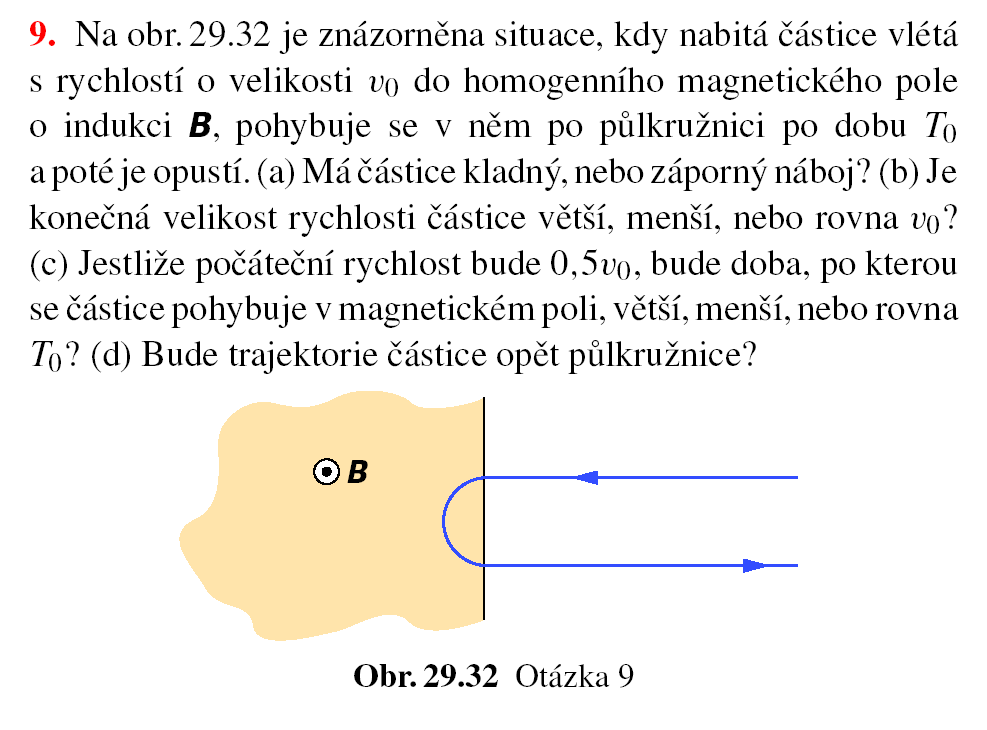 9. Na obr. 29.32 je znázorněna situace, kdy nabitá částice vlétá
s rychlostí o velikosti v₀ do homogenního magnetického pole
o indukci B, pohybuje se v něm po půlkružnici po dobu T₀
a poté je opustí. (a) Má částice kladný, nebo záporný náboj? (b) Je
konečná velikost rychlosti částice větší, menší, nebo rovna v₀?
(c) Jestliže počáteční rychlost bude 0,5v₀, bude doba, po kterou
se částice pohybuje v magnetickém poli, větší, menší, nebo rovna
T₀? (d) Bude trajektorie částice opět půlkružnice?
B
Obr. 29.32 Otázka 9